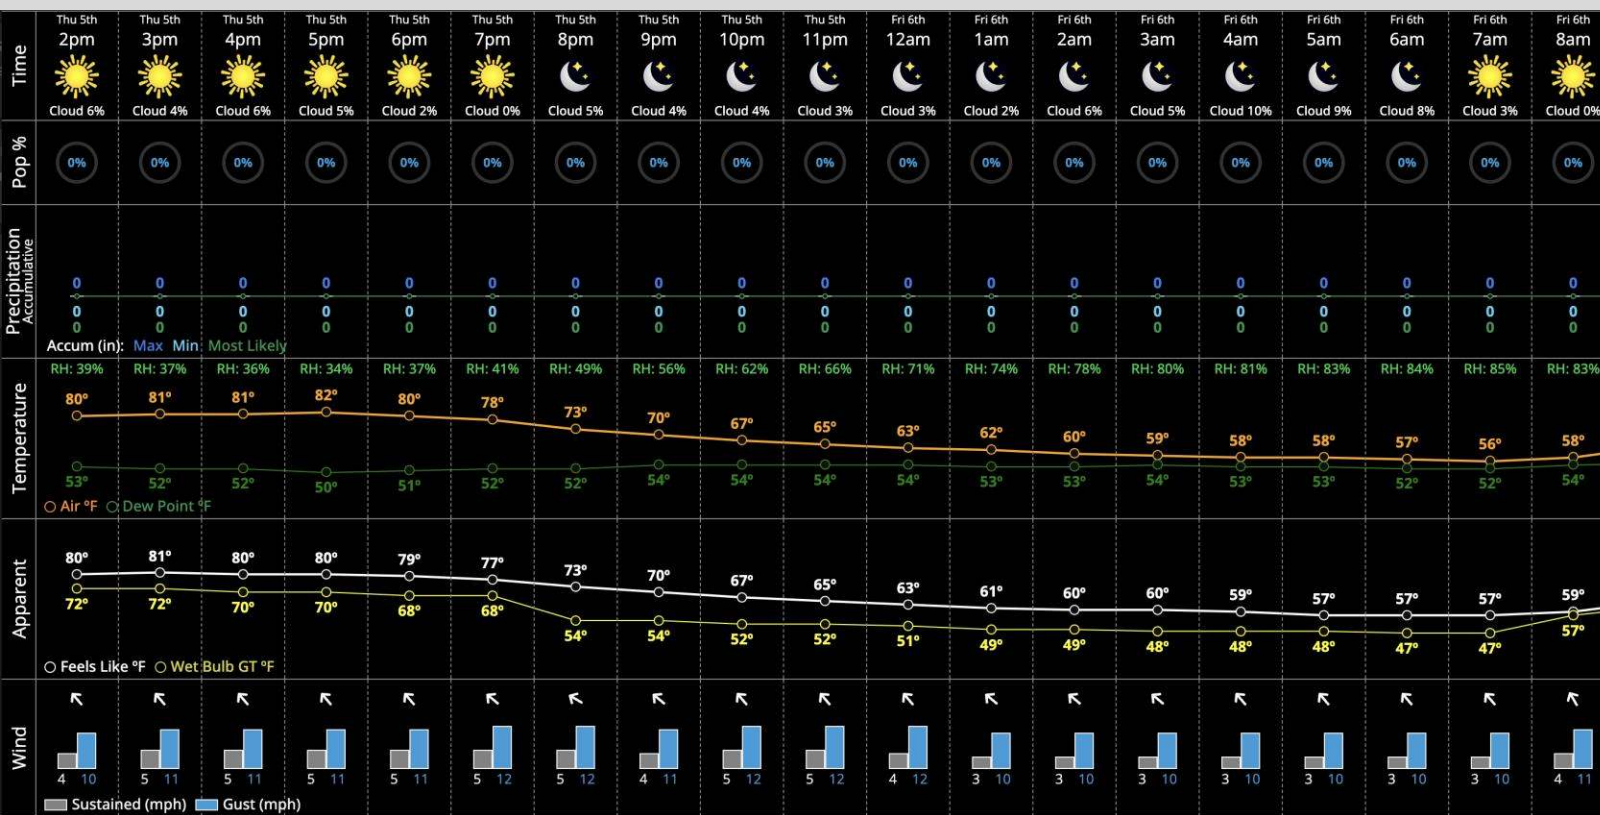 Thu 5th Thu 5th Thu 5th Thu 5th Thu 5th Thu 5th Thu 5th Thu 5th Thu 5th Thu 5th Fri 6th Fri 6th Fri 6th Fri 6th Fri 6th Fri 6th Fri 6th Fri 6th Fri 6th
Time 2pm 3pm 4pm 5pm 6pm 7pm 8pm 9pm 10pm 11pm 12am 1am 2am 3am 4am 5am 6am 7am 8am
Cloud 6% Cloud 4% Cloud 6% Cloud 5% Cloud 2% Cloud 0% Cloud 5% Cloud 4% Cloud 4% Cloud 3% Cloud 3% Cloud 2% Cloud 6% Cloud 5% Cloud 10% Cloud 9% Cloud 8% Cloud 3% Cloud 0%
Pop % 0% 0% 0% 0% 0% 0% 0% 0% 0% 0% 0% 0% 0% 0% 0% 0% 0% 0% 0%
Precipitation
Accumulative
0 0 0 0 0 0 0 0 0 0 0 0 0 0 0 0 0 0 0
0 0 0 0 0 0 0 0 0 0 0 0 0 0 0 0 0 0 0
0 0 0 0 0 0 0 0 0 0 0 0 0 0 0 0 0 0 0
Accum (in): Max Min Most Likely
Temperature
RH: 39% RH: 37% RH: 36% RH: 34% RH: 37% RH: 41% RH: 49% RH: 56% RH: 62% RH: 66% RH: 71% RH: 74% RH: 78% RH: 80% RH: 81% RH: 83% RH: 84% RH: 85% RH: 83%
80° 81° 81° 82° 80° 78° 73° 70° 67° 65° 63° 62° 60° 59° 58° 58° 57° 56° 58°
53° 52° 52° 50° 51° 52° 52° 54° 54° 54° 54° 53° 53° 54° 53° 53° 52° 52° 54°
Air °F Dew Point °F
Apparent
80° 81° 80° 80° 79° 77° 73° 70° 67° 65° 63° 61° 60° 60° 59° 57° 57° 57° 59°
72° 72° 70° 70° 68° 68° 54° 54° 52° 52° 51° 49° 49° 48° 48° 48° 47° 47° 57°
Feels Like °F Wet Bulb GT °F
Wind
4 10 5 11 5 11 5 11 5 11 5 12 5 12 4 11 5 12 5 12 4 12 3 10 3 10 3 10 3 10 3 10 3 10 3 10 4 11
Sustained (mph) Gust (mph)